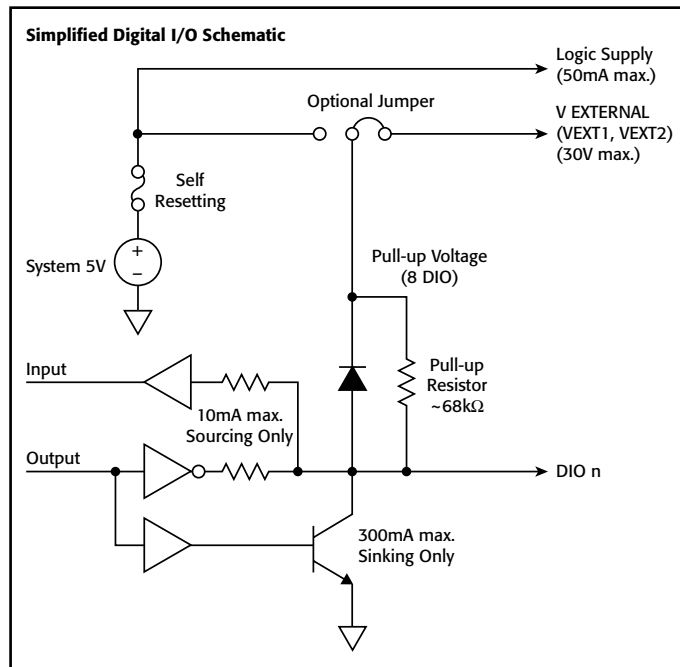 Simplified Digital I/O Schematic
Logic Supply
(50mA max.)
Optional Jumper
V EXTERNAL
(VEXT1, VEXT2)
(30V max.)
Self
Resetting
+
−
System 5V
Pull-up Voltage
(8 DIO)
Input
Pull-up
Resistor
~68kΩ
10mA max.
Sourcing Only
Output
DIO n
300mA max.
Sinking Only